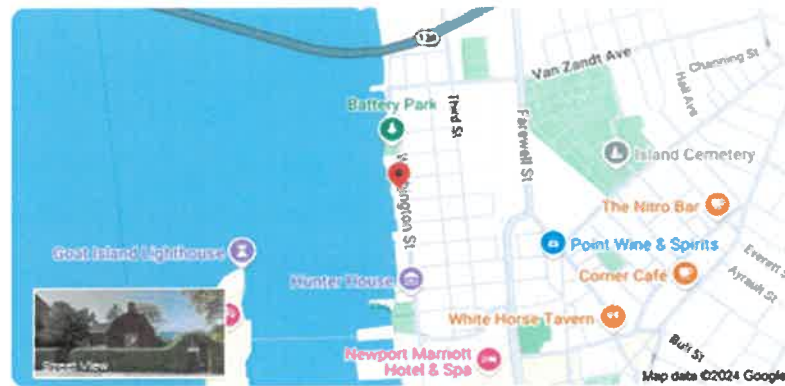 Van Zandt Ave
Channing St
Hall Ave
Battery Park
Third St
Farewell St
Island Cemetery
Washington St
The Nitro Bar
Goat Island Lighthouse
Point Wine & Spirits
Hunter House
Corner Cafe
Everett S
Ayrault St
White Horse Tavern
Bull St
Street View
Newport Marriott
Hotel & Spa
Map data ©2024 Google